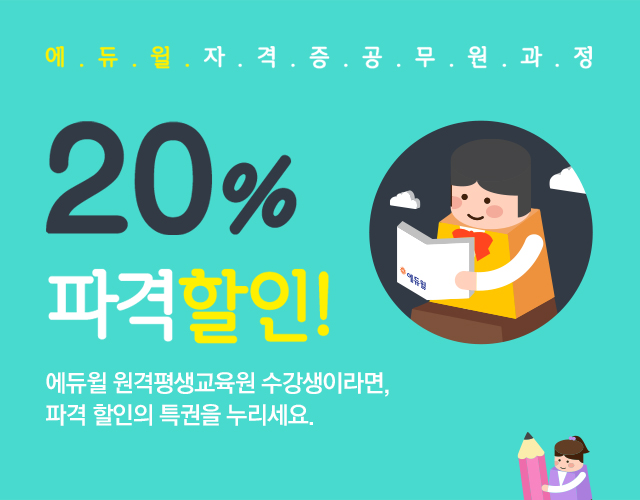 에.듀.윌.자.격.증.공.무.원.과.정
20%
파격할인!
에듀윌
에듀윌 원격평생교육원 수강생이라면,
파격 할인의 특권을 누리세요.